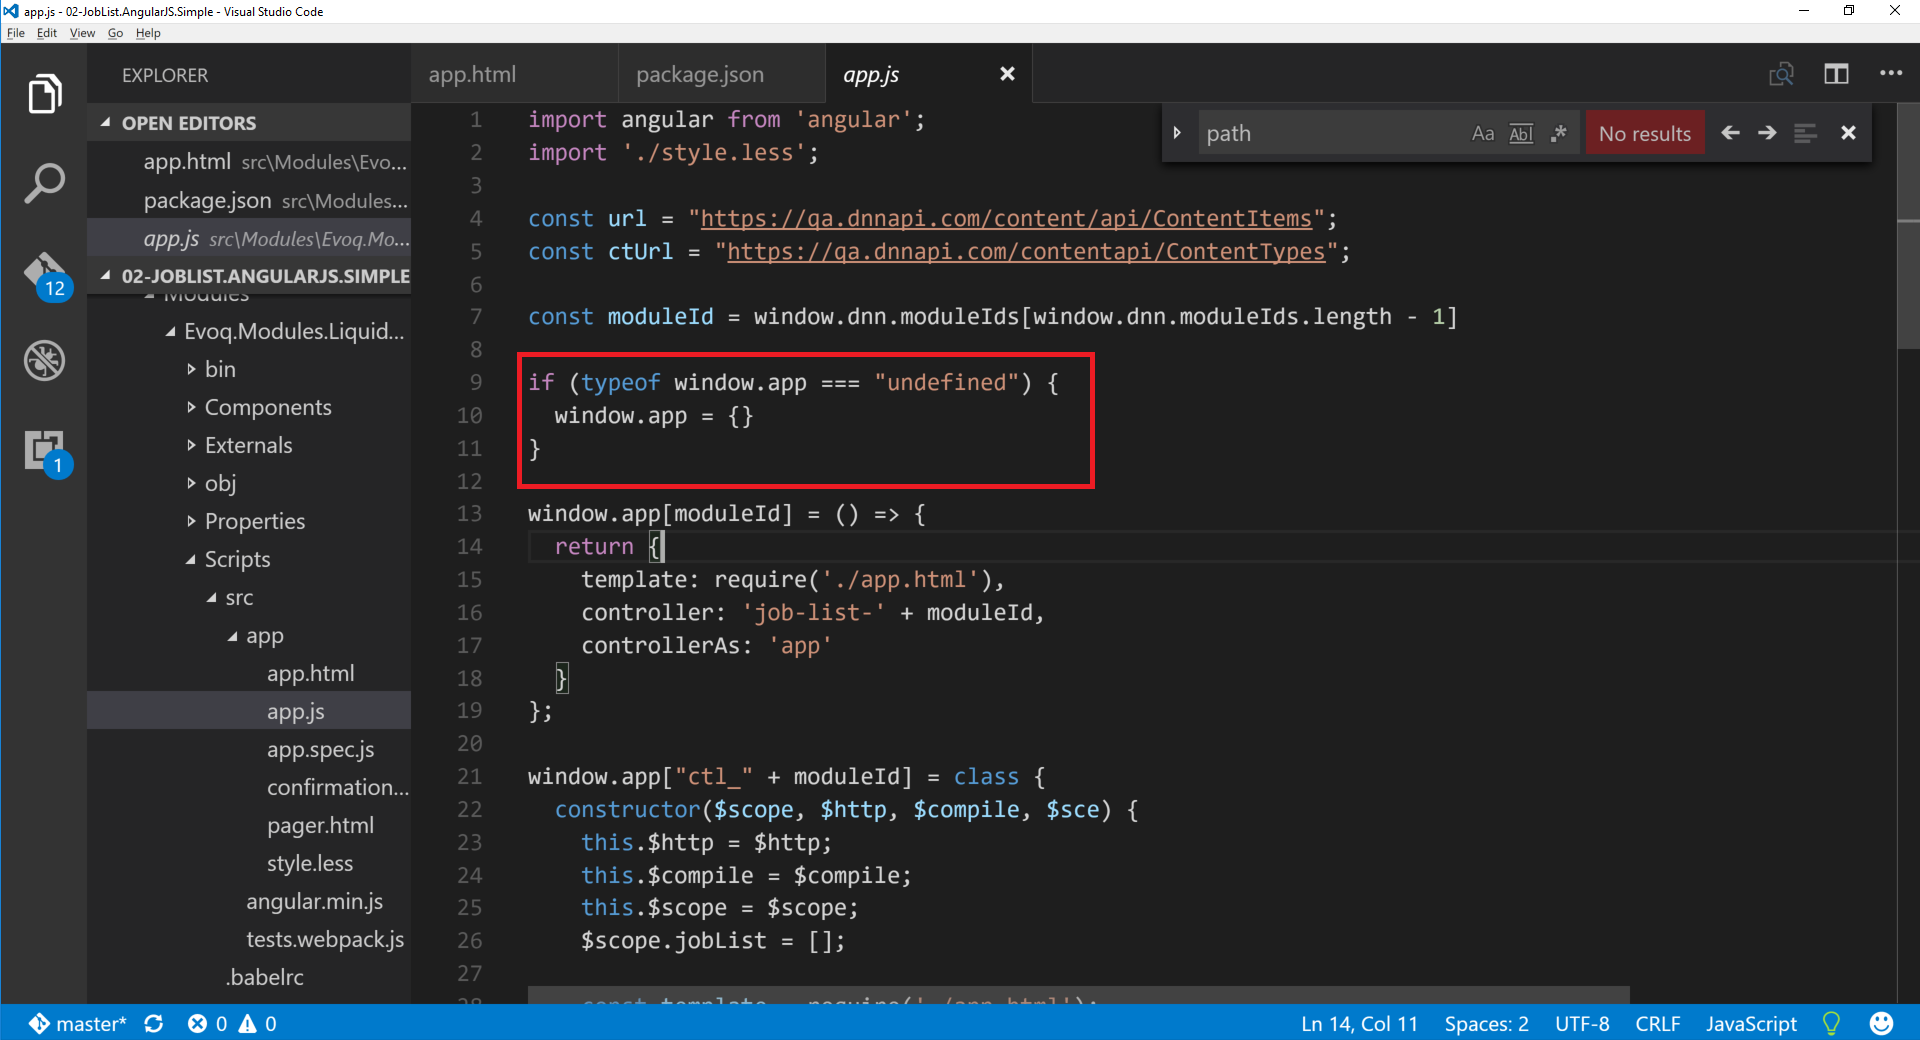 app.js - 02-JobList.AngularJS.Simple - Visual Studio Code
File Edit View Go Help
EXPLORER
OPEN EDITORS
app.html src\Modules\Evo...
package.json src\Modules...
app.js src\Modules\Evoq.Mo...
02-JOBLIST.ANGULARJS.SIMPLE
Modules
Evoq.Modules.Liquid...
bin
Components
Externals
obj
Properties
Scripts
src
app
app.html
app.js
app.spec.js
confirmation...
pager.html
style.less
angular.min.js
tests.webpack.js
.babelrc
12
1
app.html package.json app.js
path Aa Abl .* No results
1 import angular from 'angular';
2 import './style.less';
3
4 const url = "https://qa.dnnapi.com/content/api/ContentItems";
5 const ctUrl = "https://qa.dnnapi.com/contentapi/ContentTypes";
6
7 const moduleId = window.dnn.moduleIds[window.dnn.moduleIds.length - 1]
8
9 if (typeof window.app === "undefined") {
10 window.app = {}
11 }
12
13 window.app[moduleId] = () => {
14 return {
15 template: require('./app.html'),
16 controller: 'job-list-' + moduleId,
17 controllerAs: 'app'
18 }
19 };
20
21 window.app["ctl_" + moduleId] = class {
22 constructor($scope, $http, $compile, $sce) {
23 this.$http = $http;
24 this.$compile = $compile;
25 this.$scope = $scope;
26 $scope.jobList = [];
27
28 const template = require('./app.html');
master* 0 0 Ln 14, Col 11 Spaces: 2 UTF-8 CRLF JavaScript